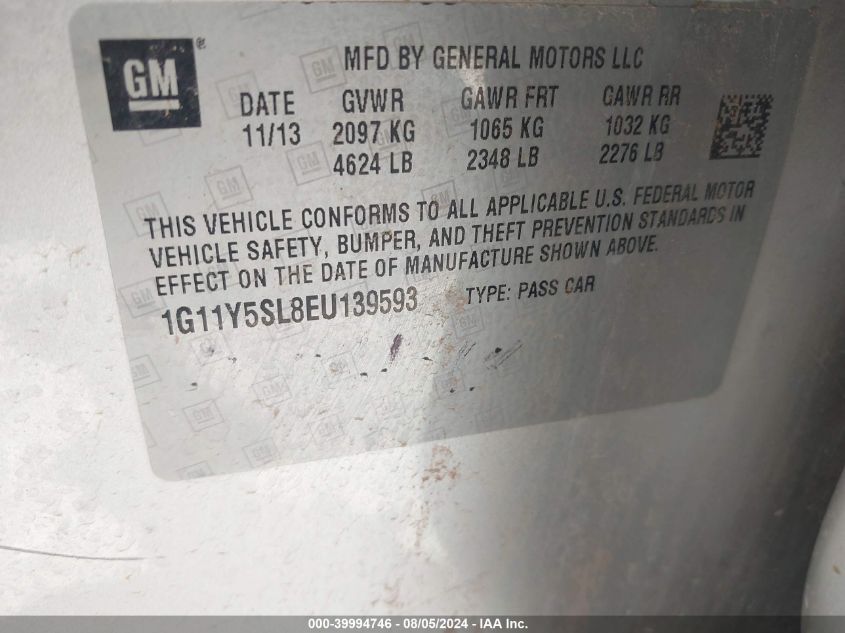 GM
MFD BY GENERAL MOTORS LLC
DATE GVWR GAWR FRT GAWR RR
11/13 2097 KG 1065 KG 1032 KG
4624 LB 2348 LB 2276 LB
THIS VEHICLE CONFORMS TO ALL APPLICABLE U.S. FEDERAL MOTOR
VEHICLE SAFETY, BUMPER, AND THEFT PREVENTION STANDARDS IN
EFFECT ON THE DATE OF MANUFACTURE SHOWN ABOVE.
1G11Y5SL8EU139593 TYPE: PASS CAR
000-39994746 - 08/05/2024 - IAA Inc.